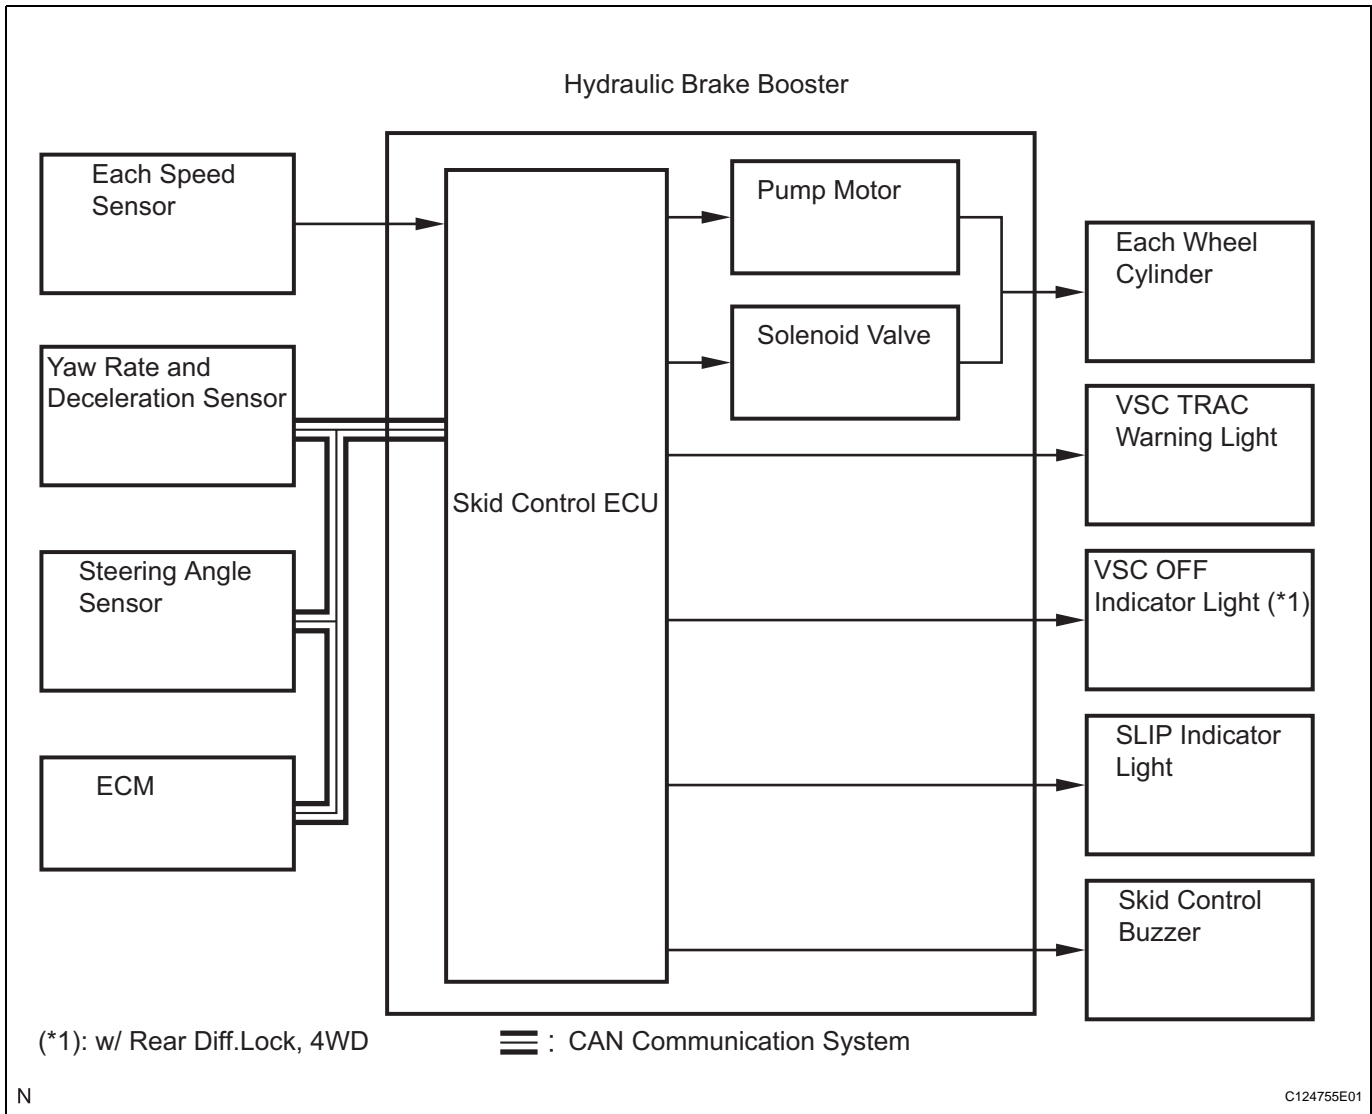 Hydraulic Brake Booster
Each Speed
Sensor
Yaw Rate and
Deceleration Sensor
Steering Angle
Sensor
ECM
Skid Control ECU
Pump Motor
Solenoid Valve
Each Wheel
Cylinder
VSC TRAC
Warning Light
VSC OFF
Indicator Light (*1)
SLIP Indicator
Light
Skid Control
Buzzer
(*1): w/ Rear Diff.Lock, 4WD
: CAN Communication System
N
C124755E01